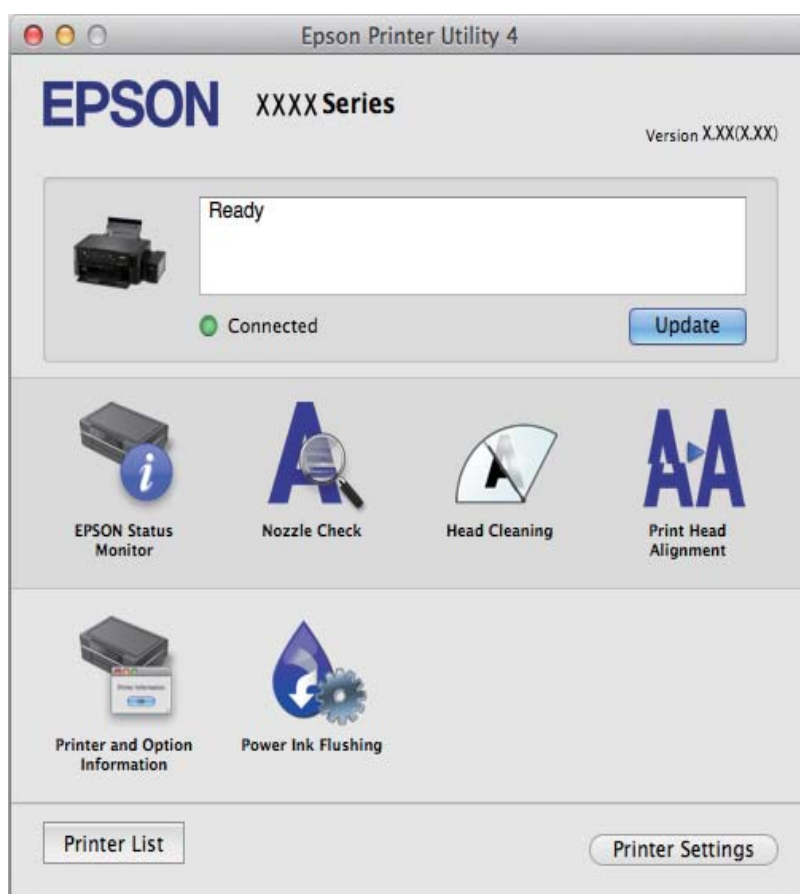 Epson Printer Utility 4
EPSON XXXX Series
Version X.XX(X.XX)
Ready
Connected
Update
EPSON Status
Monitor
Nozzle Check
Head Cleaning
Print Head
Alignment
Printer and Option
Information
Power Ink Flushing
Printer List
Printer Settings